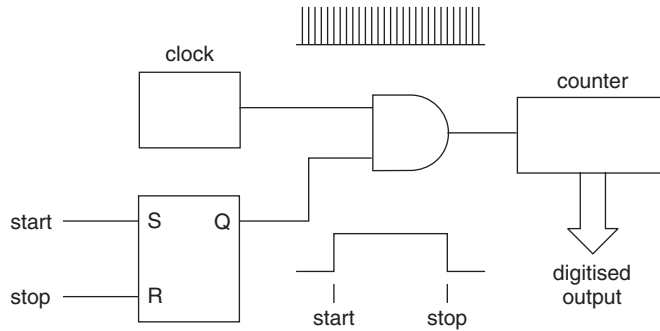 clock
counter
start
S
Q
stop
R
start
stop
digitised
output